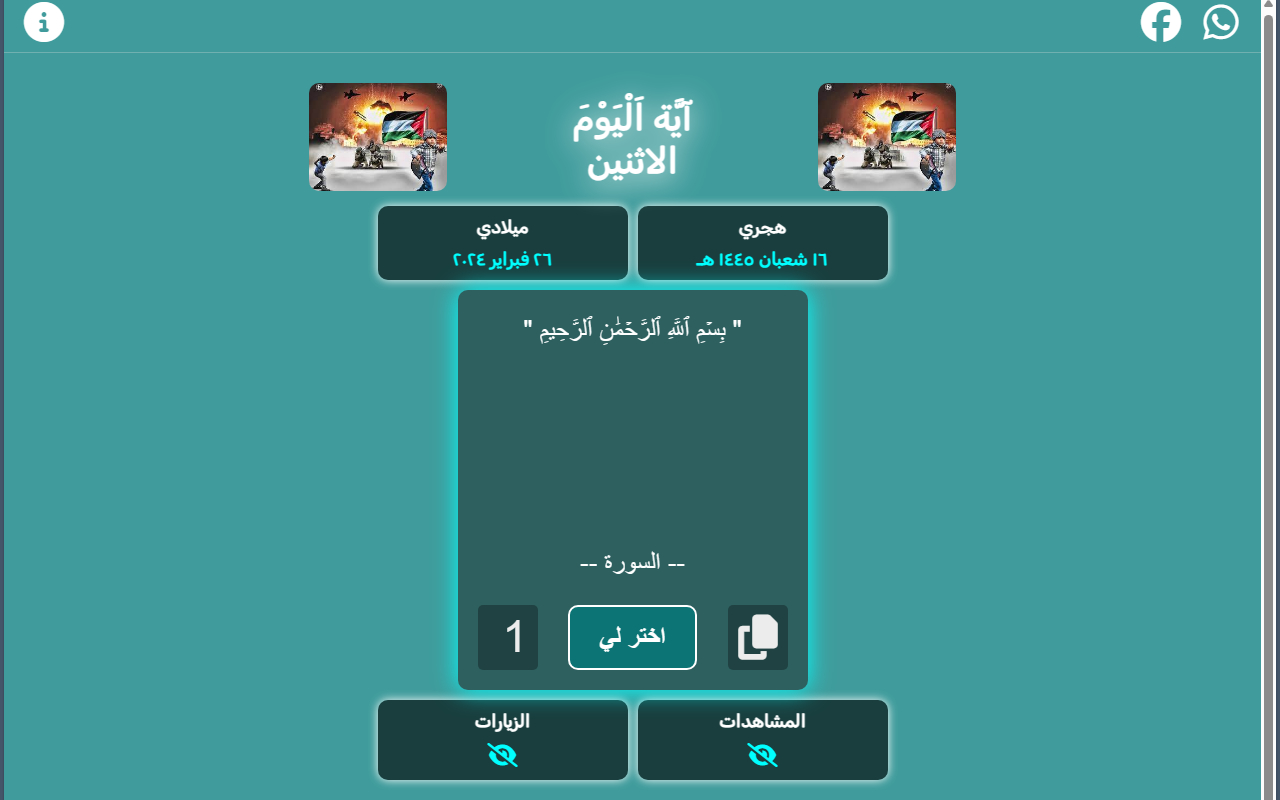 آيَّة اَلْيَوْمَ
الاثنين
هجري
١٦ شعبان ١٤٤٥ هـ
ميلادي
٢٦ فبراير ٢٠٢٤
" بِسۡمِ ٱللَّهِ ٱلرَّحۡمَٰنِ ٱلرَّحِيمِ "
-- السورة --
اختر لي
1
المشاهدات
الزيارات